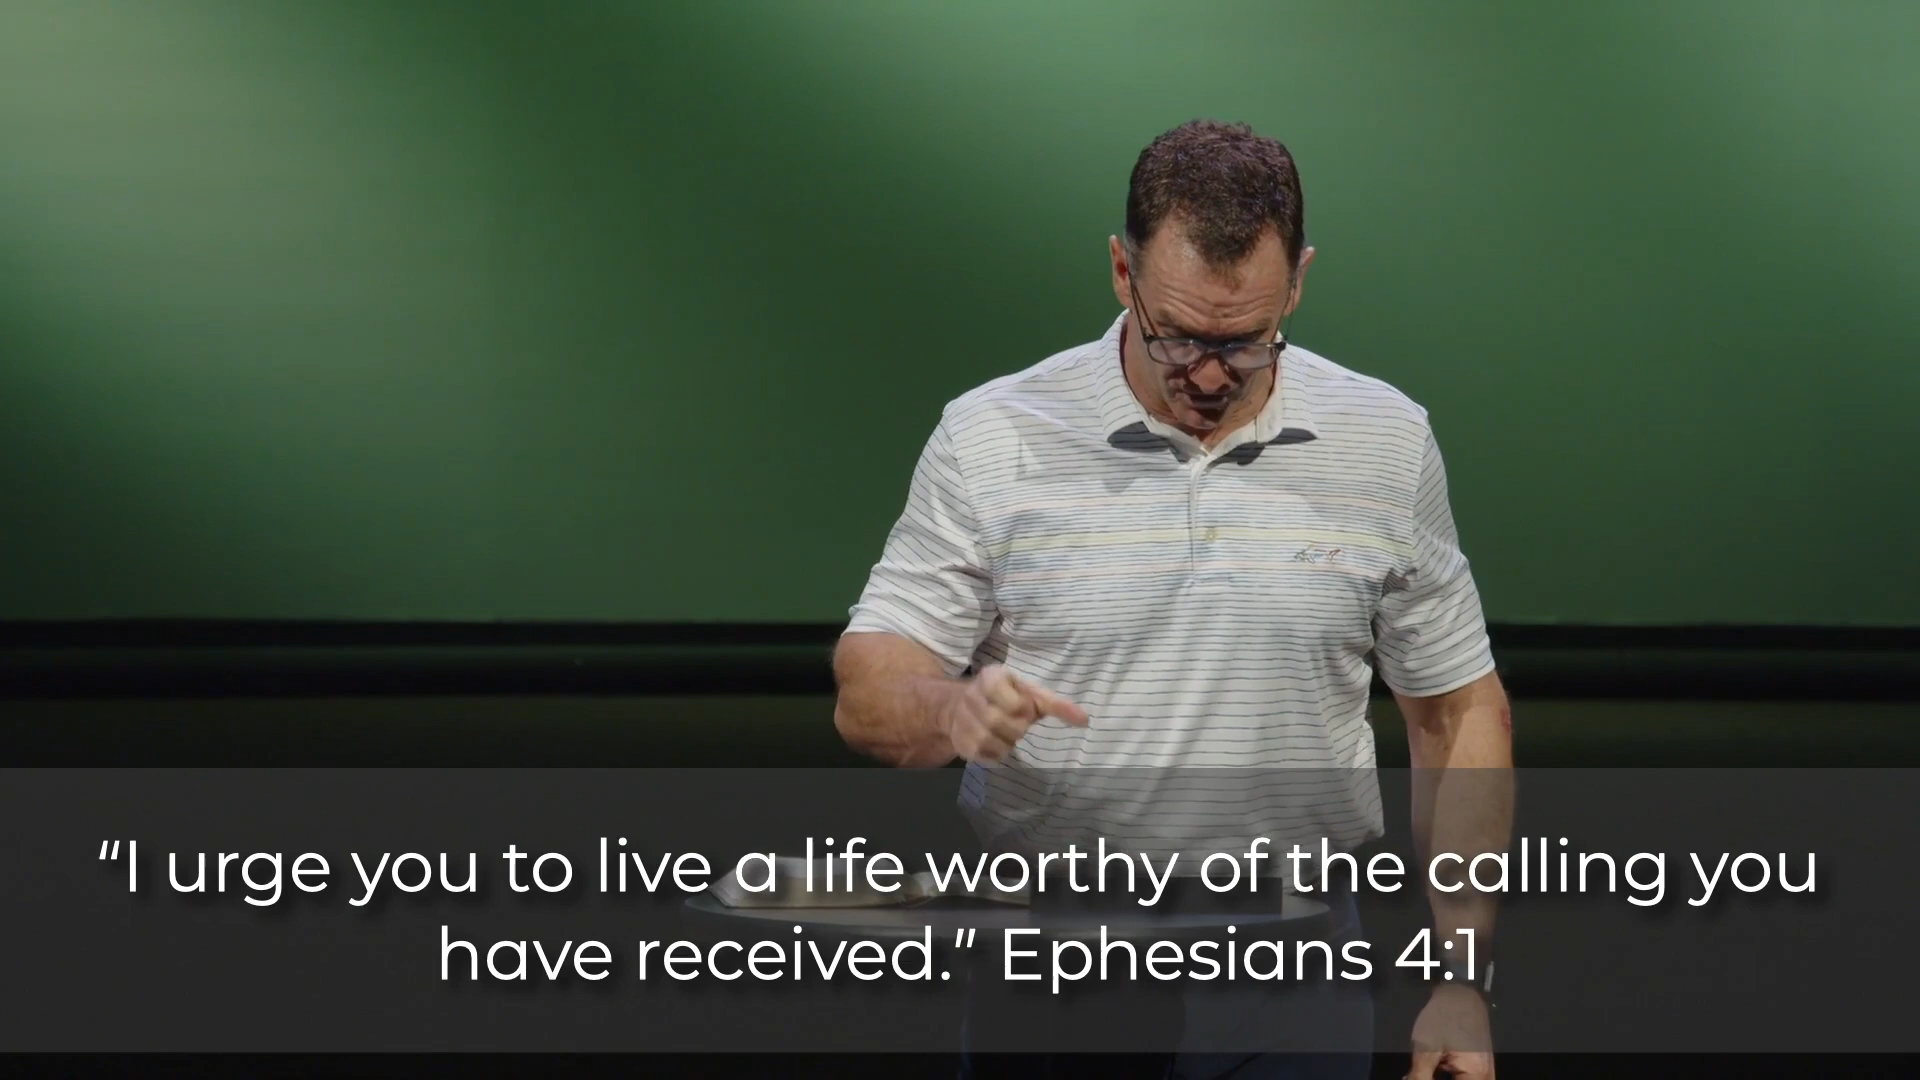 “I urge you to live a life worthy of the calling you
have received.” Ephesians 4:1